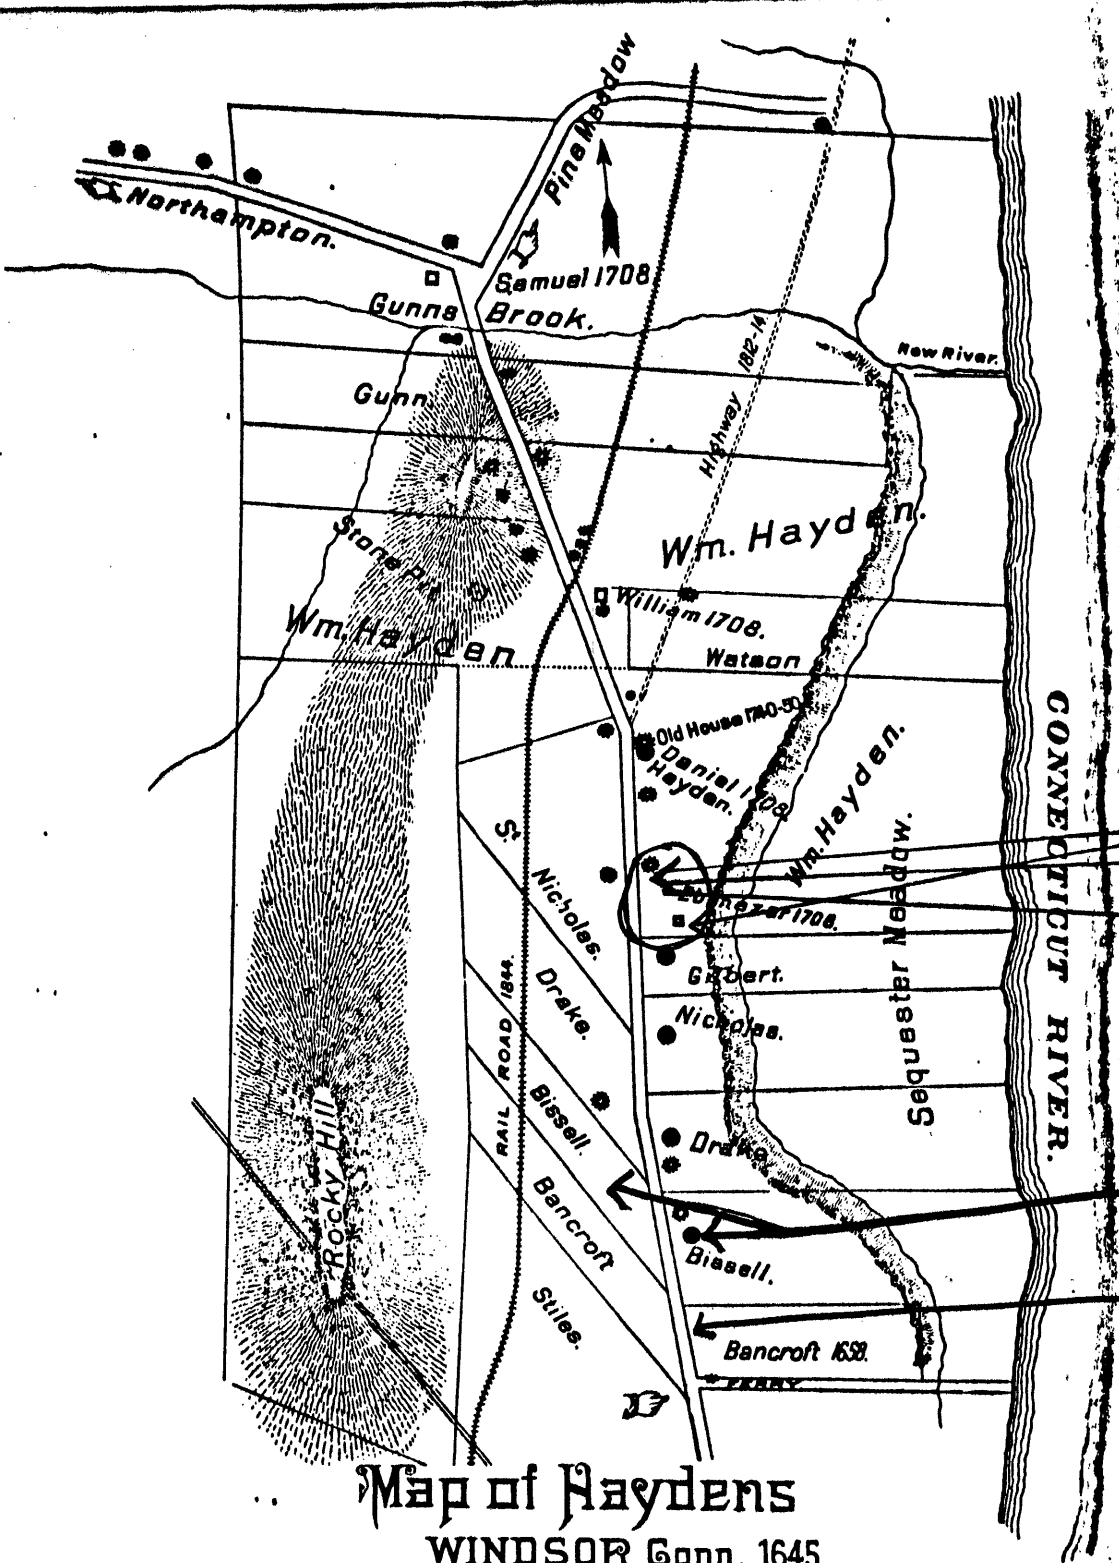 Pine Meadow
Northampton.
Samuel 1708
Gunns Brook.
New River.
Gunn.
Highway 1812-14
Wm. Hayden.
Stone Pit
William 1708.
Wm. Hayden
Watson
Old House 1740-50
Daniel 1708
Hayden.
Wm. Hayden.
St. Nicholas.
Ebenezer 1708.
Gilbert.
Sequester Meadow.
CONNECTICUT RIVER.
Drake.
Nicholas.
RAIL ROAD 1844.
Bissell.
Drake
Rocky Hill
Bancroft
Bissell.
Stiles.
Bancroft 1658.
FERRY
Map of Haydens
WINDSOR Conn. 1645